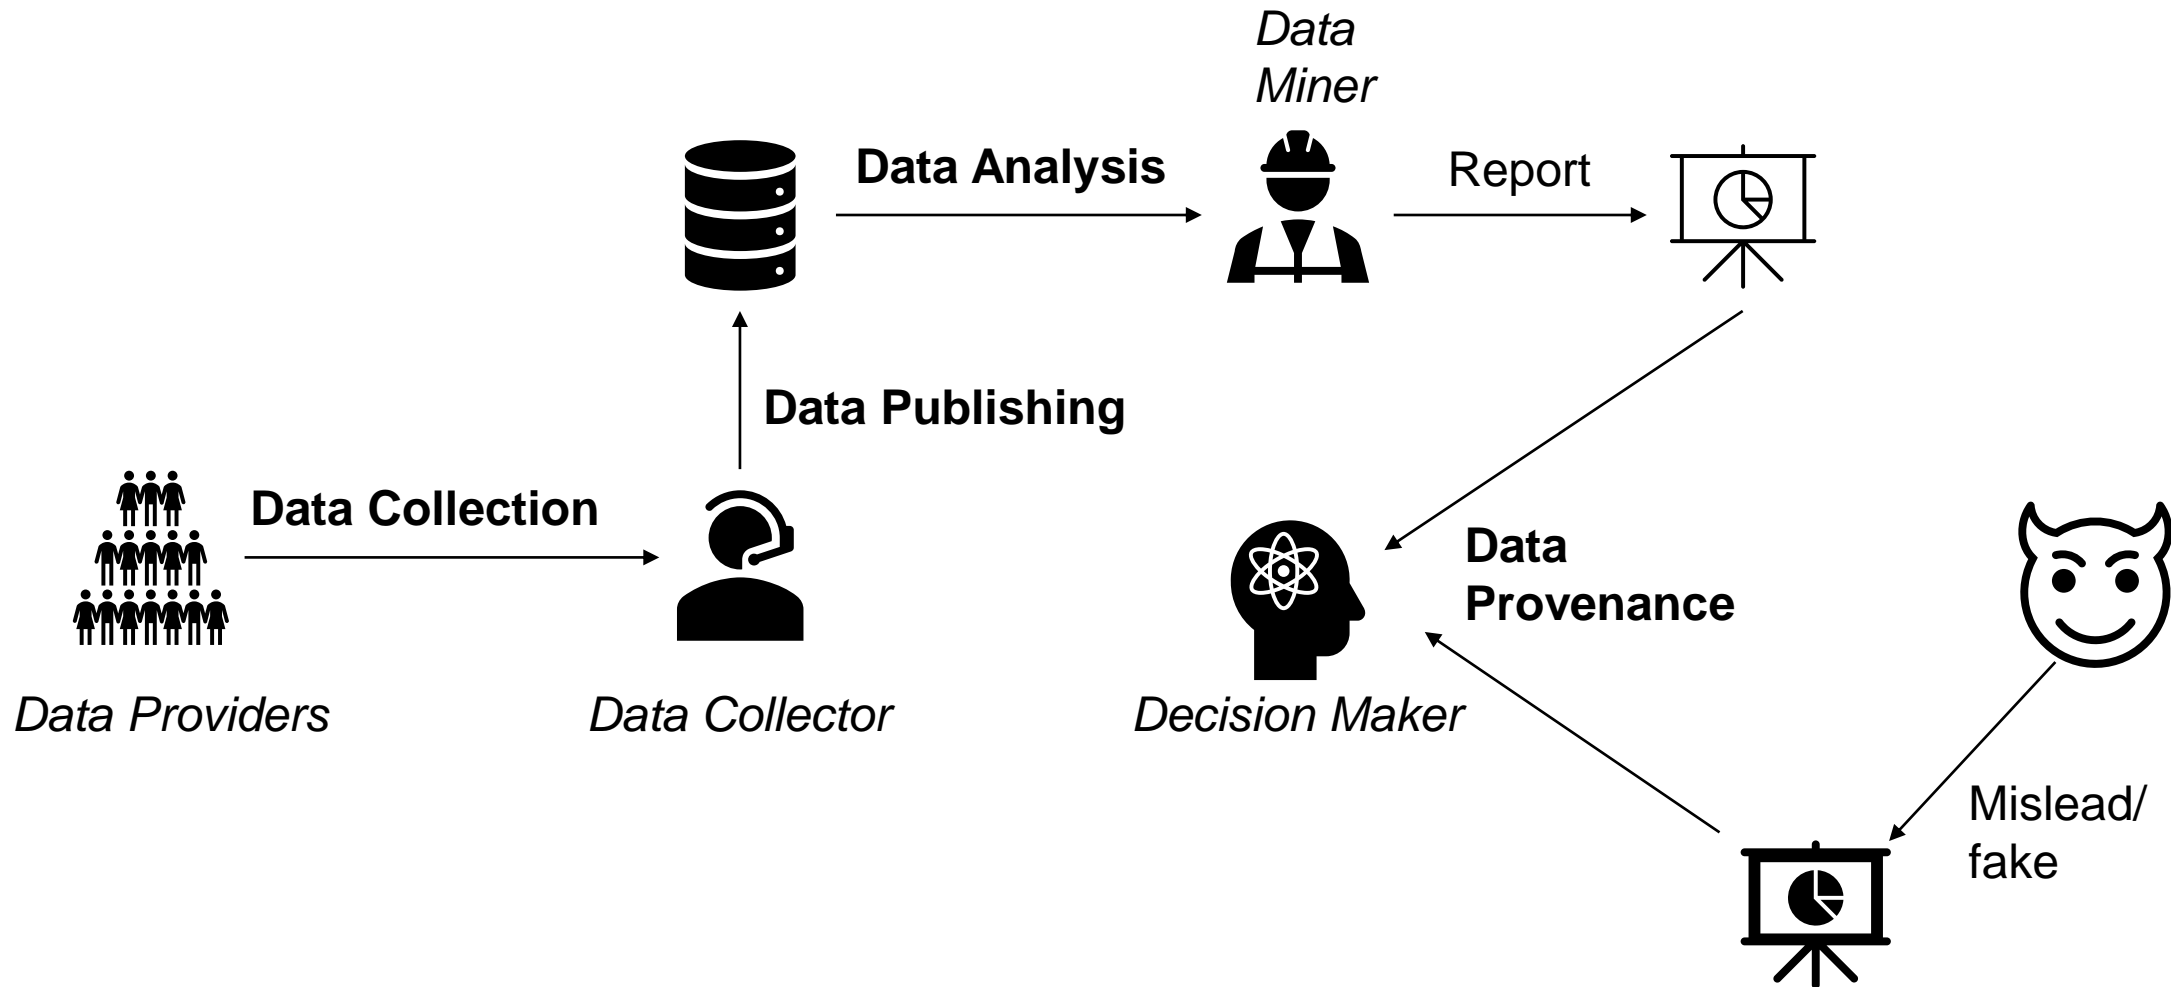 Data
Miner
Data Analysis
Report
Data Publishing
Data Collection
Data
Provenance
Data Providers
Data Collector
Decision Maker
Mislead/
fake